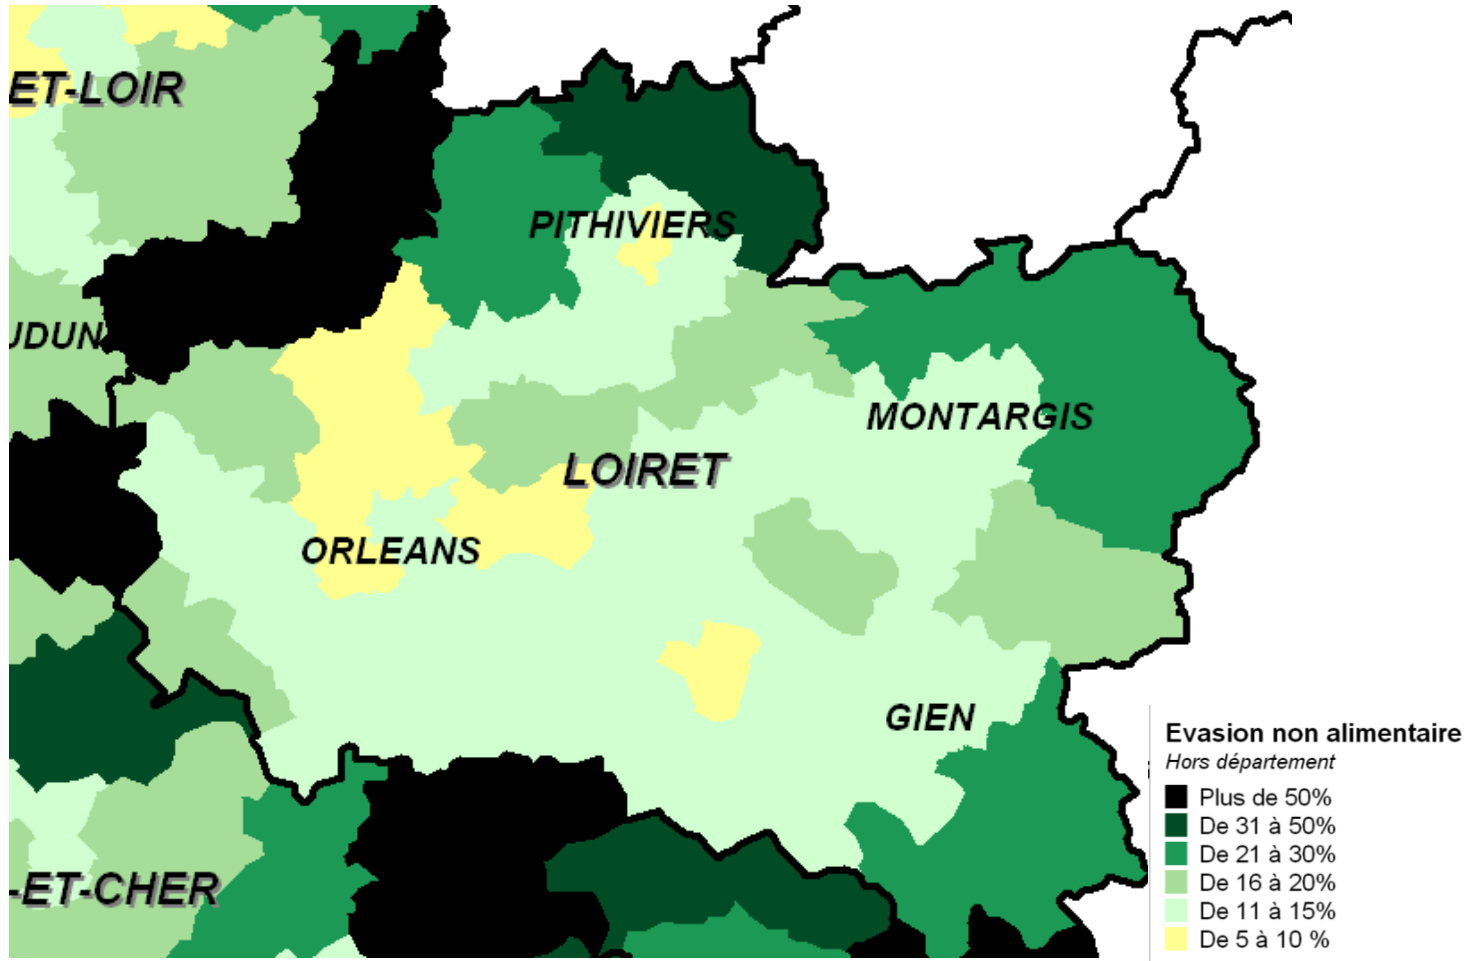 ET-LOIR
PITHIVIERS
UDUN
MONTARGIS
LOIRET
ORLEANS
GIEN
-ET-CHER
Evasion non alimentaire
Hors département
Plus de 50%
De 31 à 50%
De 21 à 30%
De 16 à 20%
De 11 à 15%
De 5 à 10 %